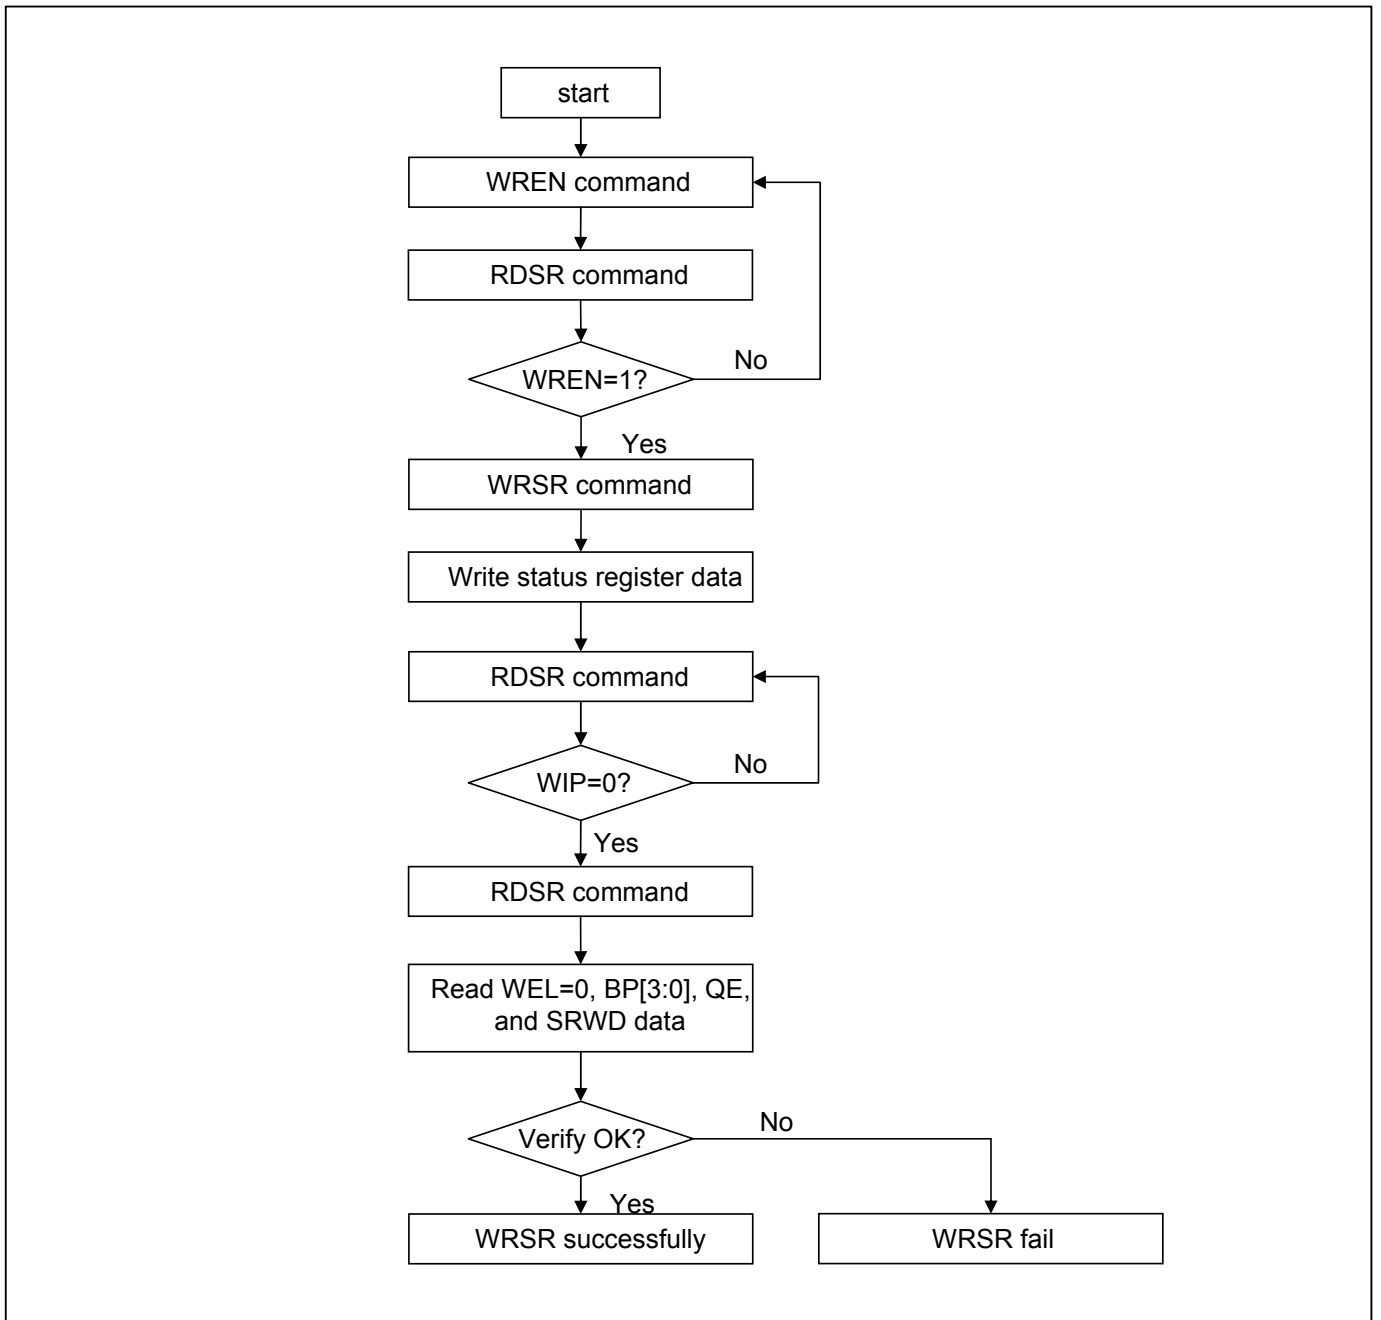 start
WREN command
RDSR command
No
WREN=1?
Yes
WRSR command
Write status register data
RDSR command
No
WIP=0?
Yes
RDSR command
Read WEL=0, BP[3:0], QE,
and SRWD data
No
Verify OK?
Yes
WRSR successfully
WRSR fail